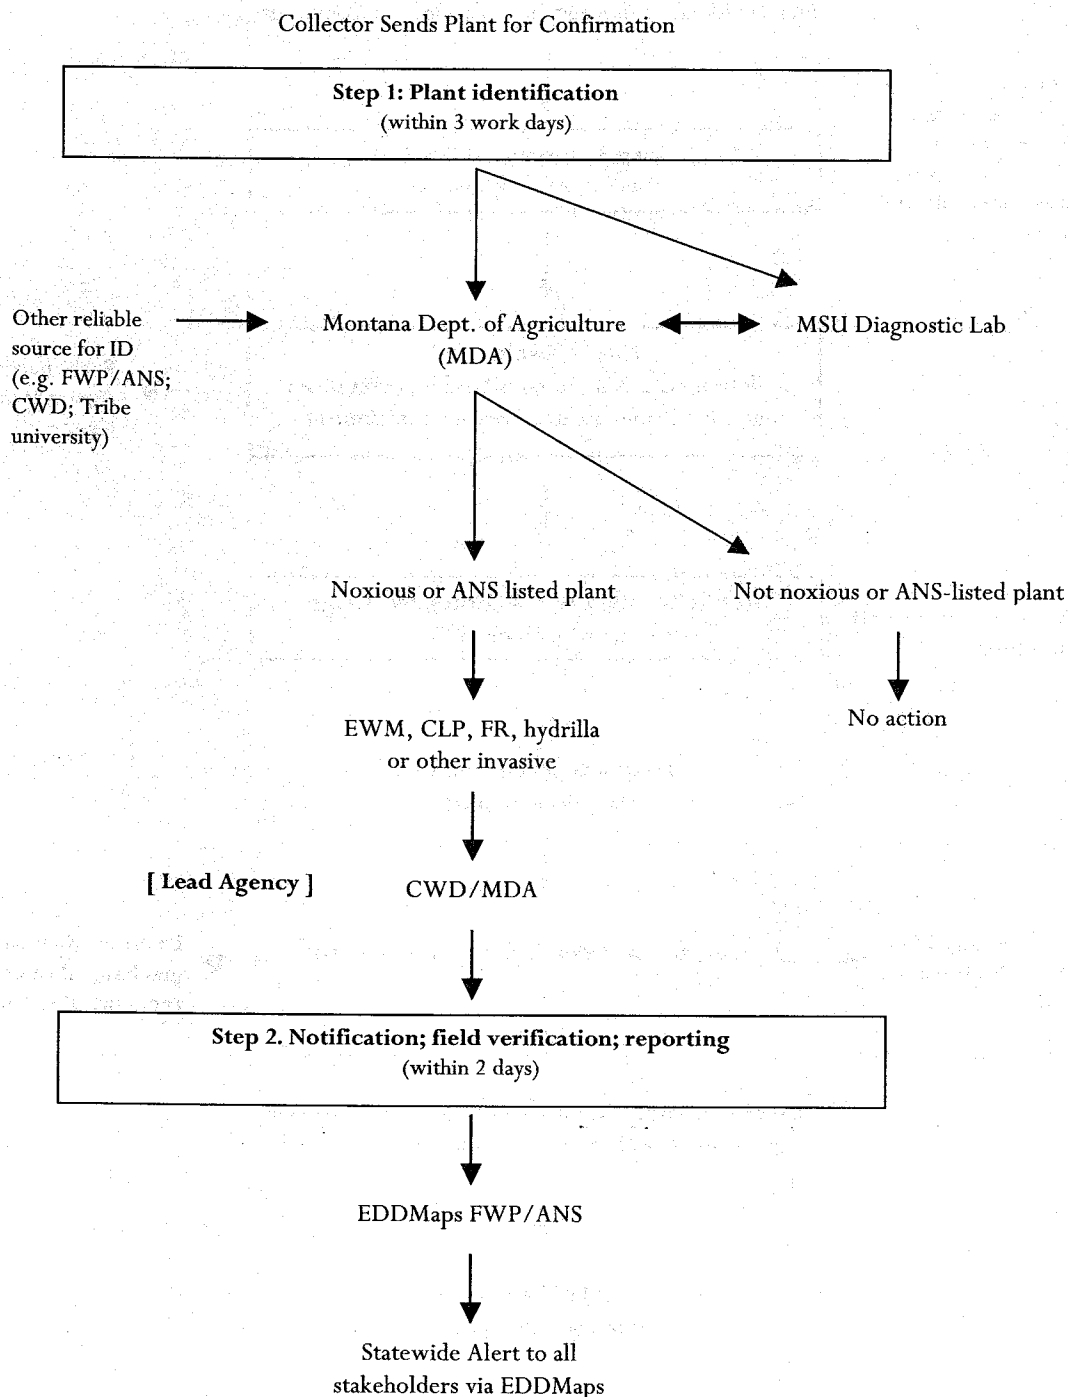 Collector Sends Plant for Confirmation
Step 1: Plant identification
(within 3 work days)
Other reliable
source for ID
(e.g. FWP/ANS;
CWD; Tribe
university)
Montana Dept. of Agriculture
(MDA)
MSU Diagnostic Lab
Noxious or ANS listed plant
Not noxious or ANS-listed plant
EWM, CLP, FR, hydrilla
or other invasive
No action
[ Lead Agency ]
CWD/MDA
Step 2. Notification; field verification; reporting
(within 2 days)
EDDMaps FWP/ANS
Statewide Alert to all
stakeholders via EDDMaps